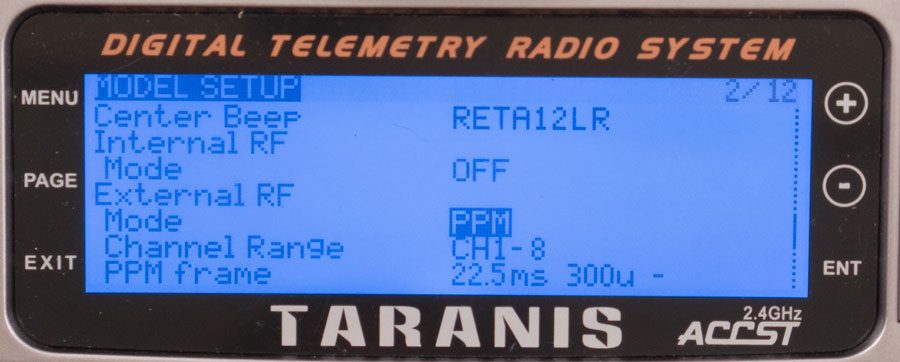 DIGITAL TELEMETRY RADIO SYSTEM
MENU
PAGE
EXIT
MODEL SETUP 2/12
Center Beep RETA12LR
Internal RF
Mode OFF
External RF
Mode PPM
Channel Range CH1-8
PPM frame 22.5ms 300u -
+
-
ENT
TARANIS
2.4GHz
ACCST